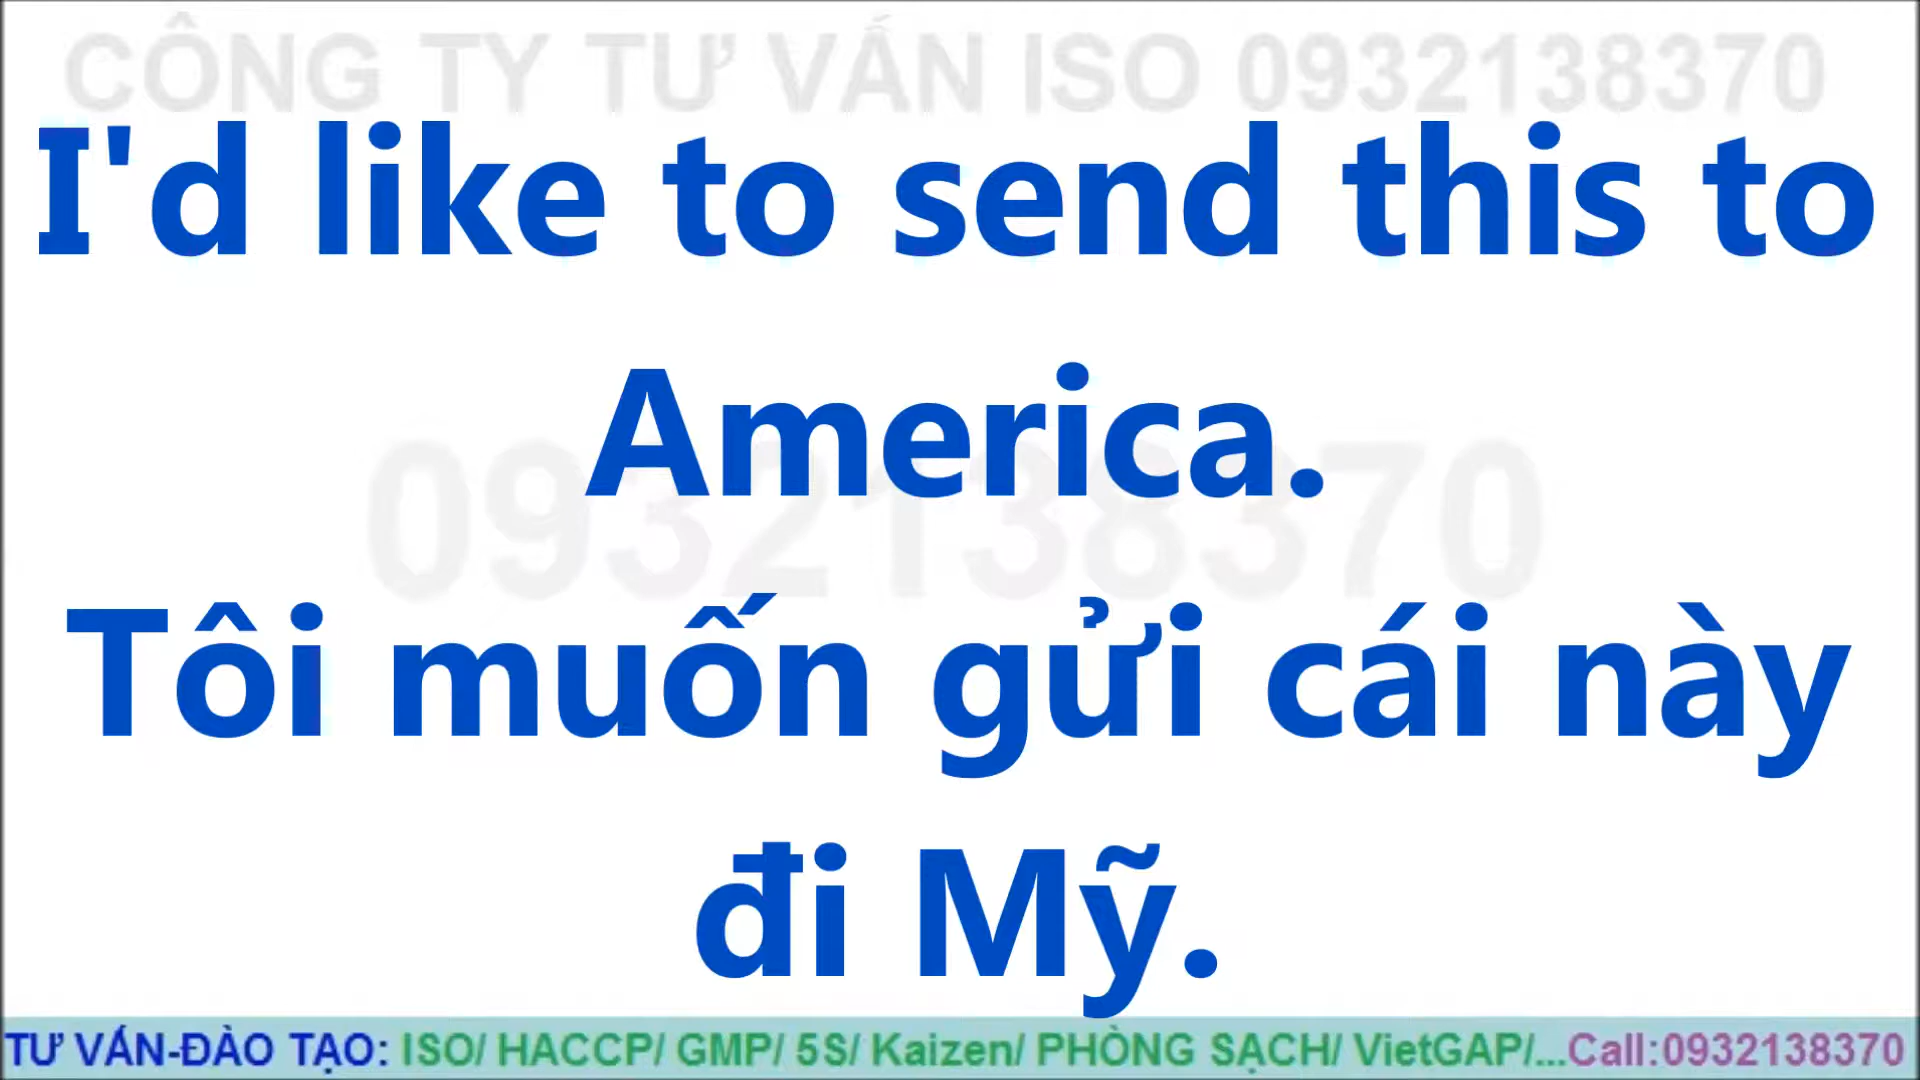 CÔNG TY TƯ VẤN ISO 0932138370
I'd like to send this to
America.
0932138370
Tôi muốn gửi cái này
đi Mỹ.
TƯ VẤN-ĐÀO TẠO: ISO/ HACCP/ GMP/ 5S/ Kaizen/ PHÒNG SẠCH/ VietGAP/...Call:0932138370